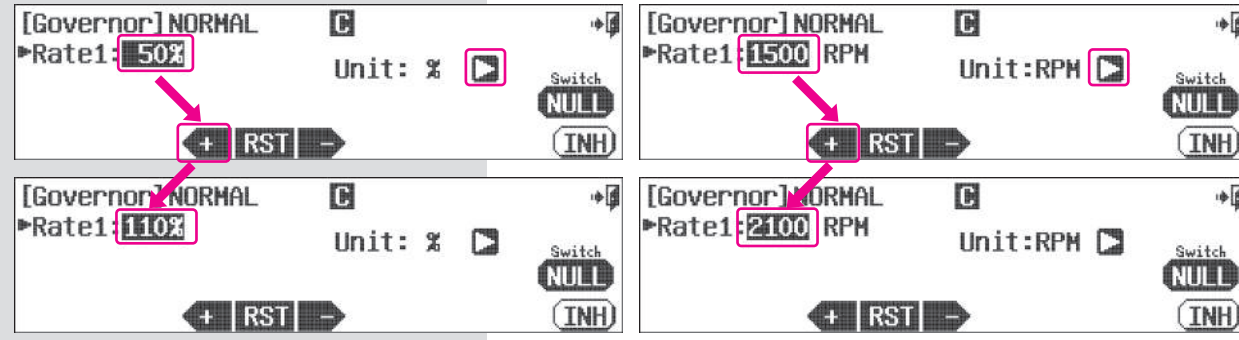 [Governor]NORMAL C
Rate1: 50%
Unit: %
Switch
NULL
+ RST -
INH
[Governor]NORMAL C
Rate1:1500 RPM
Unit:RPM
Switch
NULL
+ RST -
INH
[Governor]NORMAL C
Rate1:110%
Unit: %
Switch
NULL
+ RST -
INH
[Governor]NORMAL C
Rate1:2100 RPM
Unit:RPM
Switch
NULL
+ RST -
INH